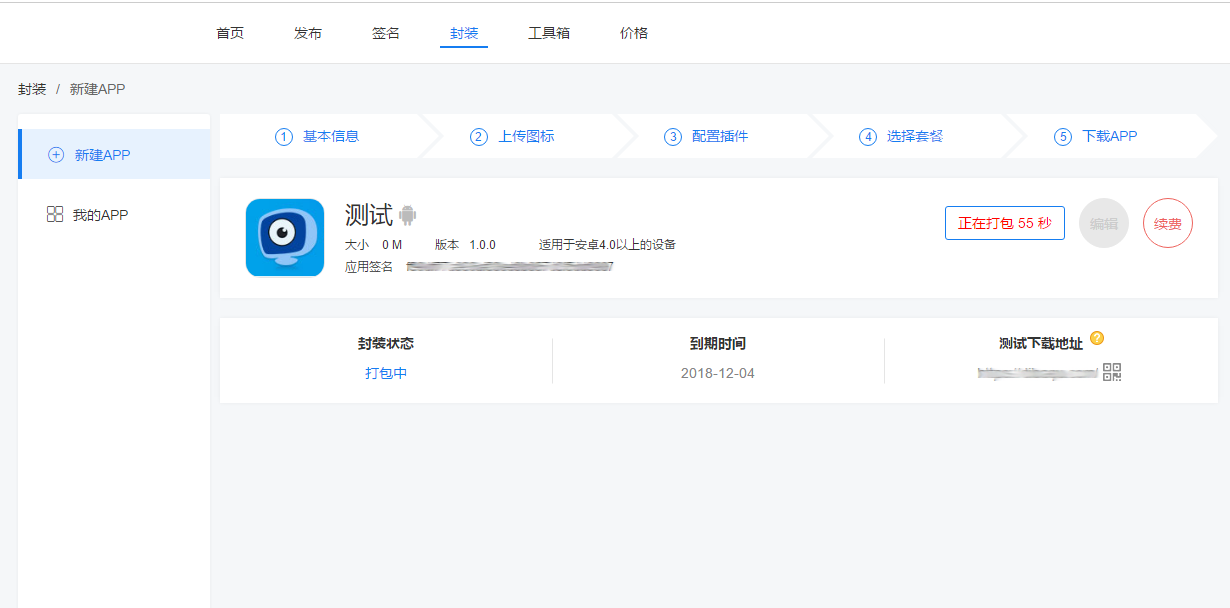 首页 发布 签名 封装 工具箱 价格
封装 / 新建APP
新建APP
我的APP
1 基本信息 2 上传图标 3 配置插件 4 选择套餐 5 下载APP
测试
大小 0 M 版本 1.0.0 适用于安卓4.0以上的设备
应用签名
正在打包 55 秒 编辑 续费
封装状态 到期时间 测试下载地址 ?
打包中 2018-12-04